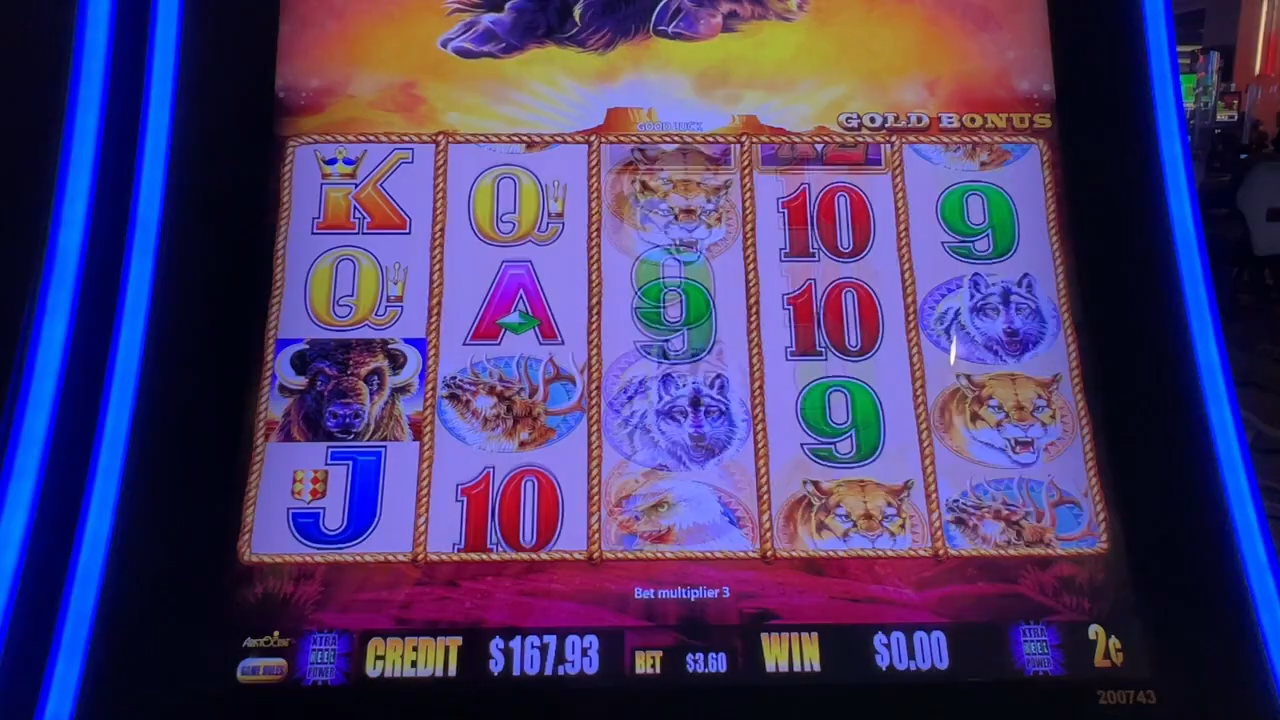 GOOD LUCK
GOLD BONUS
K Q 10 9
Q A 9 10
9
J 10
Bet multiplier 3
ARISTOCRAT
GAME RULES
XTRA REEL POWER
CREDIT $167.93
BET $3.60
WIN $0.00
XTRA REEL POWER
2¢
200743